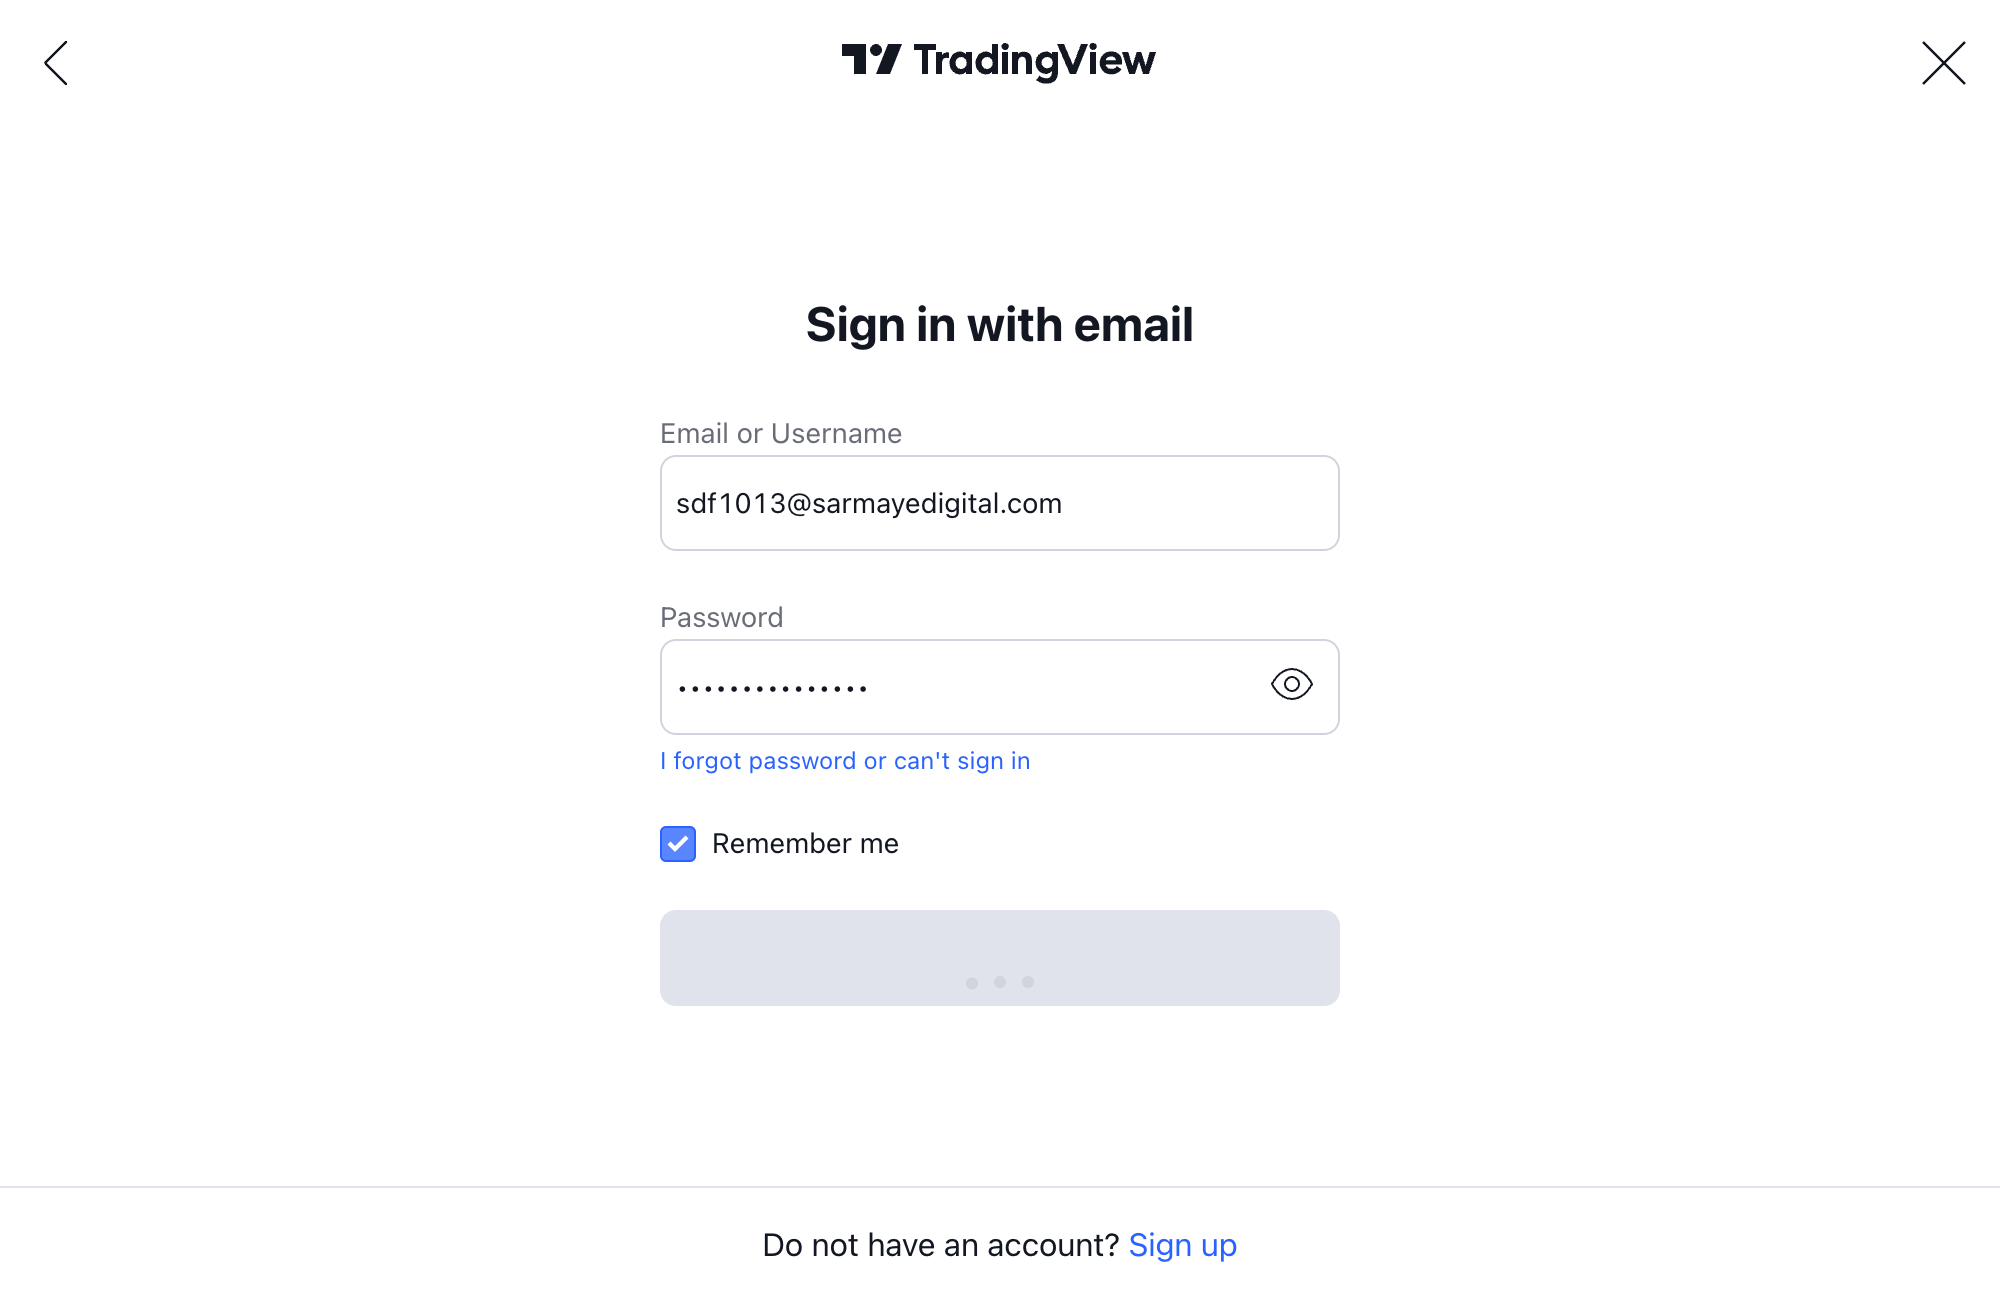 TradingView
Sign in with email
Email or Username
sdf1013@sarmayedigital.com
Password
•••••••••••••••
I forgot password or can't sign in
Remember me
Do not have an account? Sign up